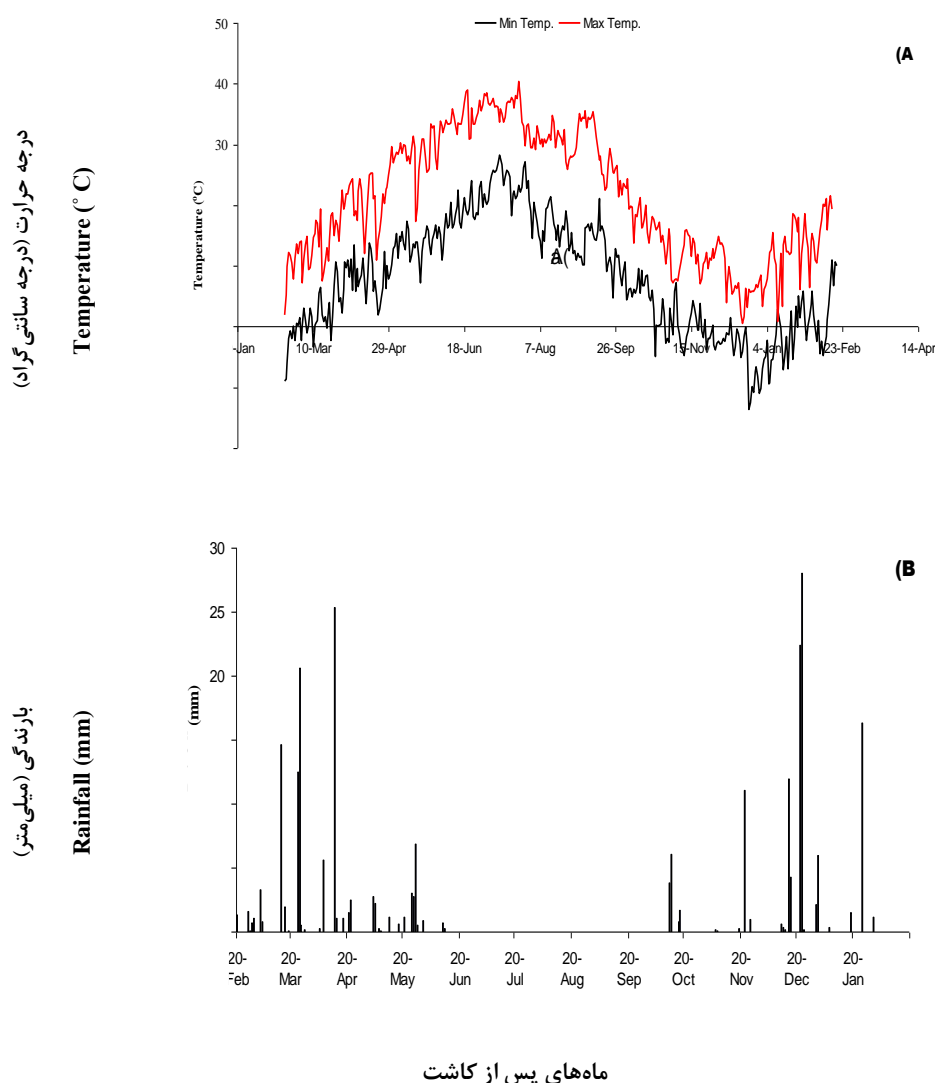 50
Min Temp. Max Temp.
(A
40
30
درجه حرارت (درجه سانتی گراد)
Temperature (˚ C)
Temperature (°C)
â(
-Jan 10-Mar 29-Apr 18-Jun 7-Aug 26-Sep 15-Nov 4-Jan 23-Feb 14-Apr
30
(B
25
20
بارندگی (میلی‌متر)
Rainfall (mm)
(mm)
20- 20- 20- 20- 20- 20- 20- 20- 20- 20- 20- 20-
Feb Mar Apr May Jun Jul Aug Sep Oct Nov Dec Jan
ماه‌های پس از کاشت